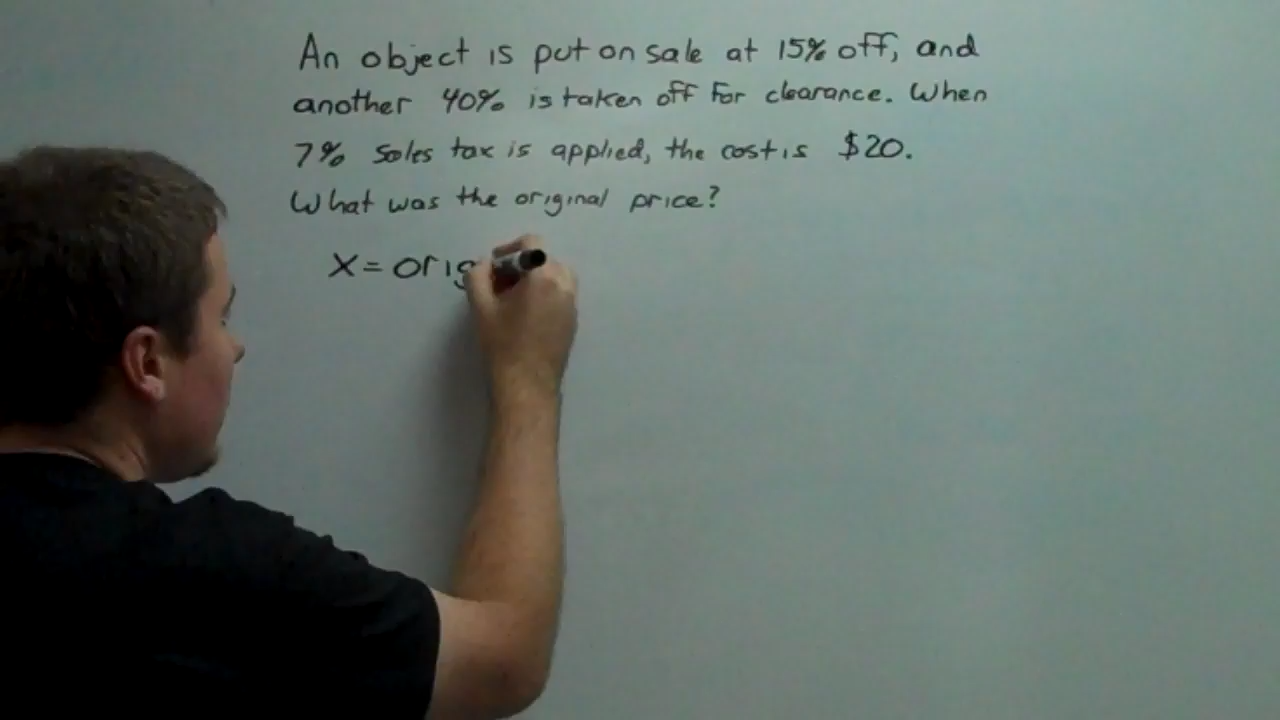 An object is put on sale at 15% off, and
another 40% is taken off for clearance. When
7% sales tax is applied, the cost is $20.
What was the original price?
X = orig